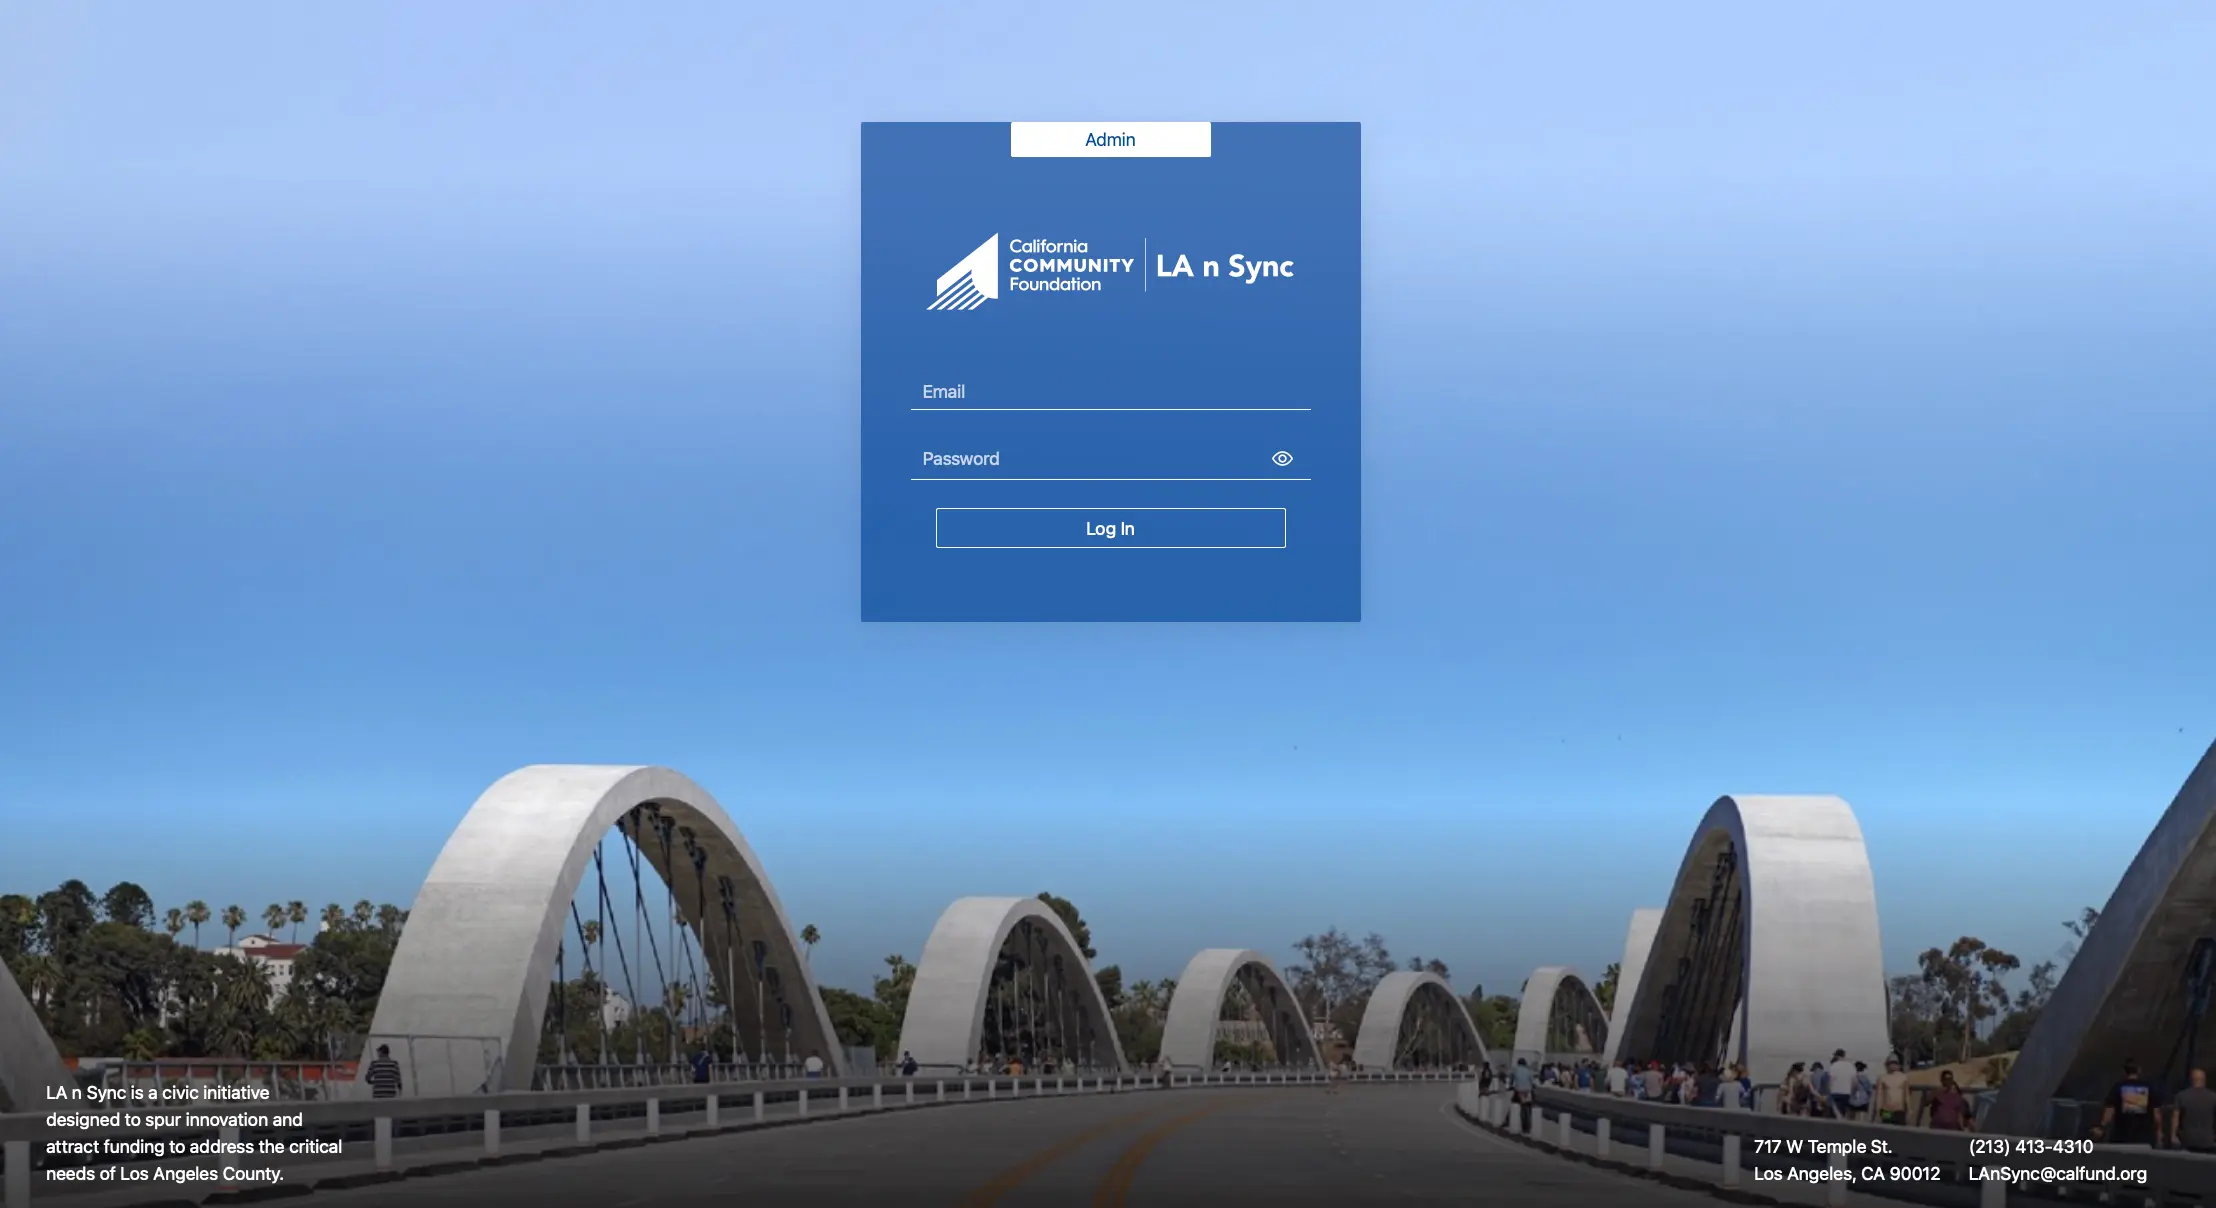 Admin
California
COMMUNITY
Foundation
LA n Sync
Email
Password
Log In
LA n Sync is a civic initiative
designed to spur innovation and
attract funding to address the critical
needs of Los Angeles County.
717 W Temple St.
Los Angeles, CA 90012
(213) 413-4310
LAnSync@calfund.org